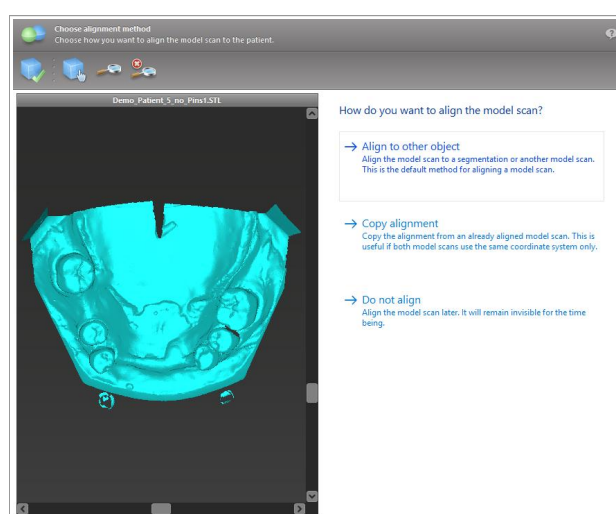 Choose alignment method
Choose how you want to align the model scan to the patient.
Demo_Patient_5_no_Pins1.STL
How do you want to align the model scan?
Align to other object
Align the model scan to a segmentation or another model scan.
This is the default method for aligning a model scan.
Copy alignment
Copy the alignment from an already aligned model scan. This is
useful if both model scans use the same coordinate system only.
Do not align
Align the model scan later. It will remain invisible for the time
being.